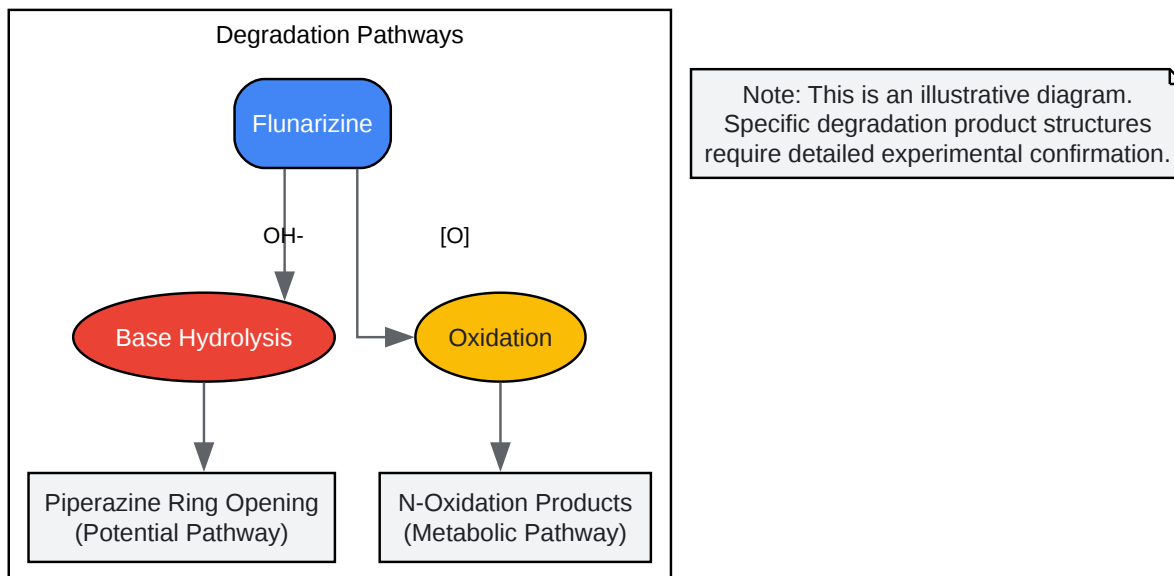 Degradation Pathways
Flunarizine
Note: This is an illustrative diagram.
Specific degradation product structures
require detailed experimental confirmation.
OH-
[O]
Base Hydrolysis
Oxidation
Piperazine Ring Opening
(Potential Pathway)
N-Oxidation Products
(Metabolic Pathway)